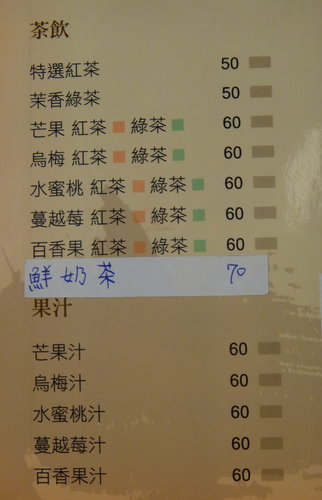 茶飲
特選紅茶 50
茉香綠茶 50
芒果 紅茶 綠茶 60
烏梅 紅茶 綠茶 60
水蜜桃 紅茶 綠茶 60
蔓越莓 紅茶 綠茶 60
百香果 紅茶 綠茶 60
鮮奶茶 70
果汁
芒果汁 60
烏梅汁 60
水蜜桃汁 60
蔓越莓汁 60
百香果汁 60